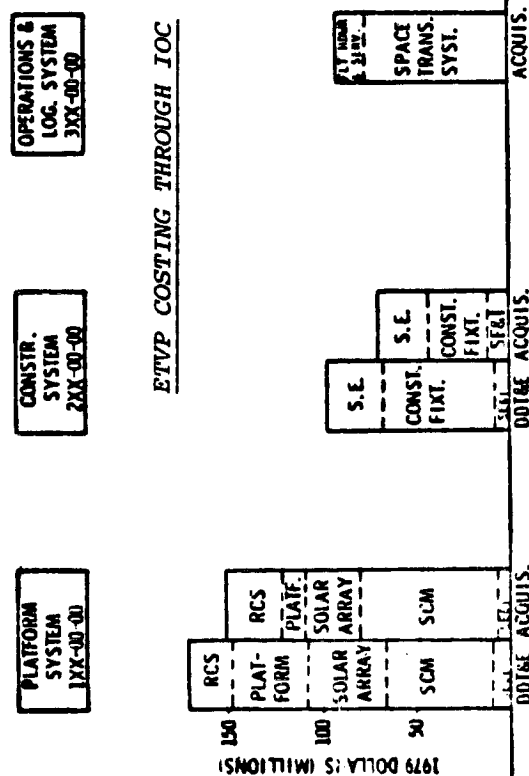 ETVP COSTING THROUGH IOC
PLATFORM
SYSTEM
1XX-00-00
CONSTR.
SYSTEM
2XX-00-00
OPERATIONS &
LOG. SYSTEM
3XX-00-00
1979 DOLLARS (MILLIONS)
150
100
50
RCS
PLAT-
FORM
SOLAR
ARRAY
SCM
DDT&E
RCS
PLATF.
SOLAR
ARRAY
SCM
ACQUIS.
S.E.
CONST.
FIXT.
DDT&E
S.E.
CONST.
FIXT.
SE&T
ACQUIS.
SPACE
TRANS.
SYST.
ACQUIS.